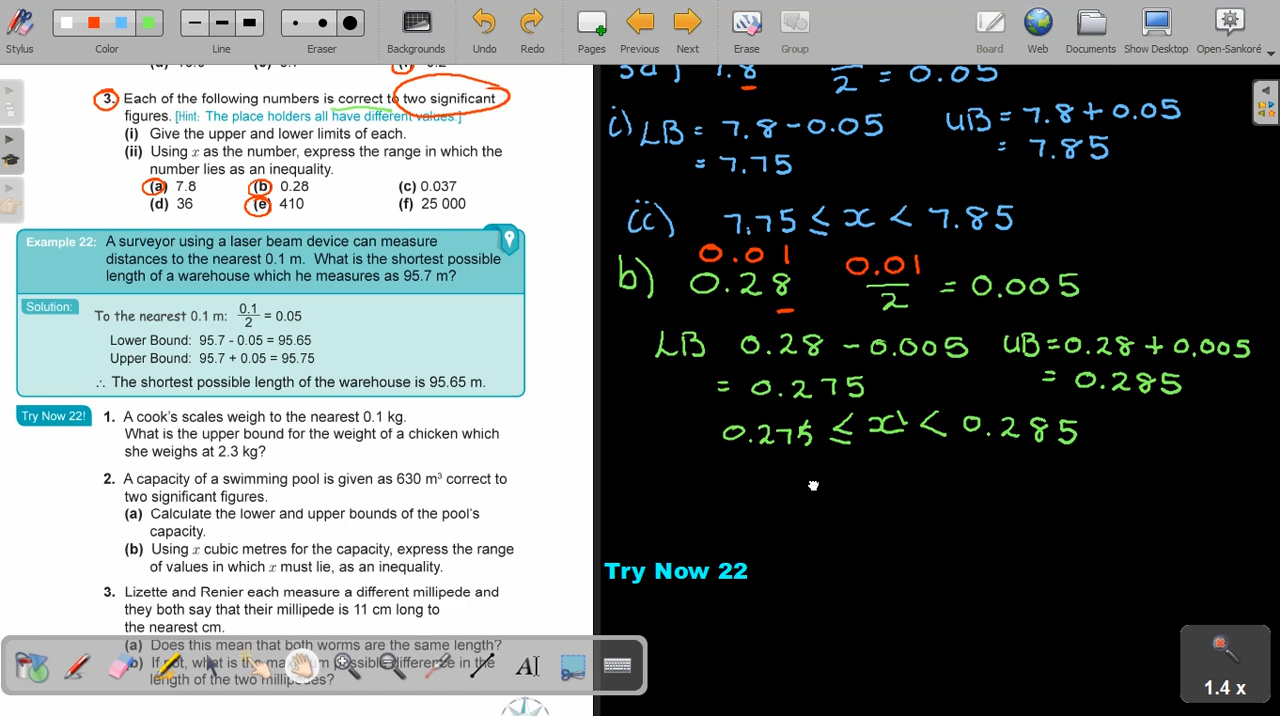 Stylus
Color
Line
Eraser
Backgrounds
Undo
Redo
Pages
Previous
Next
Erase
Group
Board
Web
Documents
Show Desktop
Open-Sankoré
3. Each of the following numbers is correct to two significant
figures. [Hint: The place holders all have different values.]
(i) Give the upper and lower limits of each.
(ii) Using x as the number, express the range in which the
number lies as an inequality.
(a) 7.8 (b) 0.28 (c) 0.037
(d) 36 (e) 410 (f) 25 000
Example 22: A surveyor using a laser beam device can measure
distances to the nearest 0.1 m. What is the shortest possible
length of a warehouse which he measures as 95.7 m?
Solution:
To the nearest 0.1 m: 0.1/2 = 0.05
Lower Bound: 95.7 - 0.05 = 95.65
Upper Bound: 95.7 + 0.05 = 95.75
∴ The shortest possible length of the warehouse is 95.65 m.
Try Now 22!
1. A cook's scales weigh to the nearest 0.1 kg.
What is the upper bound for the weight of a chicken which
she weighs at 2.3 kg?
2. A capacity of a swimming pool is given as 630 m³ correct to
two significant figures.
(a) Calculate the lower and upper bounds of the pool's
capacity.
(b) Using x cubic metres for the capacity, express the range
of values in which x must lie, as an inequality.
3. Lizette and Renier each measure a different millipede and
they both say that their millipede is 11 cm long to
the nearest cm.
(a) Does this mean that both worms are the same length?
(b) If not, what is the maximum possible difference in the
length of the two millipedes?
7.8
2 = 0.05
i) LB = 7.8 - 0.05 UB = 7.8 + 0.05
= 7.75 = 7.85
(ii) 7.75 ≤ x < 7.85
0.01 0.01
b) 0.28 2 = 0.005
LB 0.28 - 0.005 UB = 0.28 + 0.005
= 0.275 = 0.285
0.275 ≤ x < 0.285
Try Now 22
1.4 x